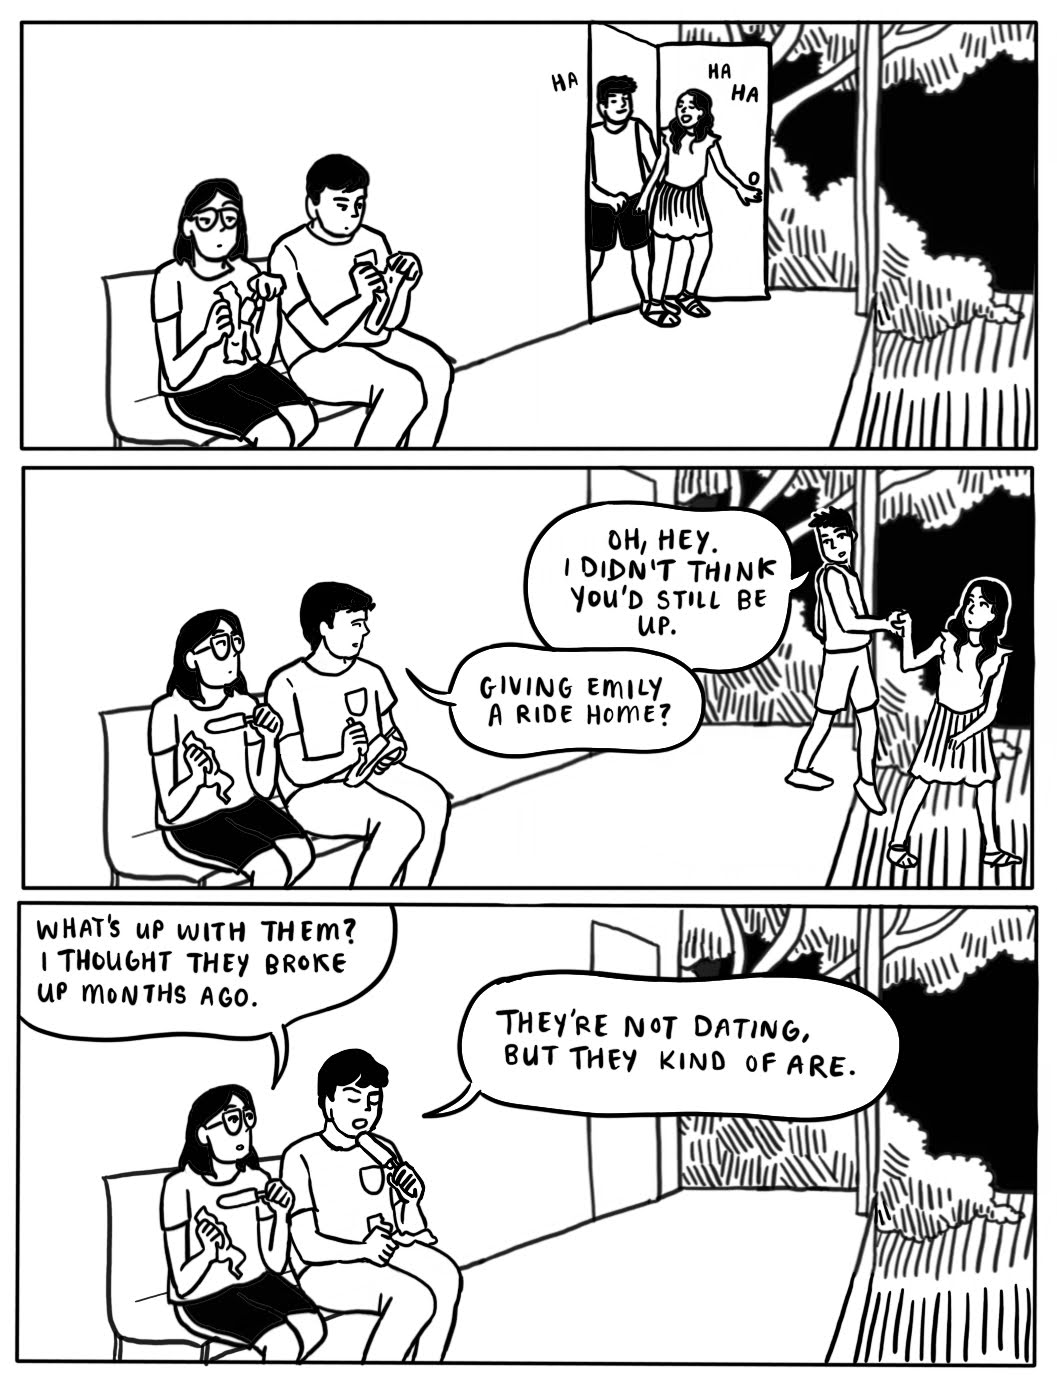 HA
HA
HA
OH, HEY.
I DIDN'T THINK
YOU'D STILL BE
UP.
GIVING EMILY
A RIDE HOME?
WHAT'S UP WITH THEM?
I THOUGHT THEY BROKE
UP MONTHS AGO.
THEY'RE NOT DATING,
BUT THEY KIND OF ARE.